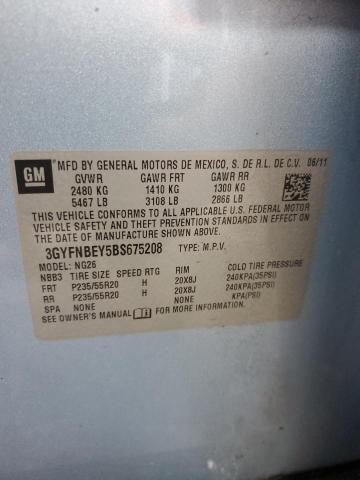 GM
MFD BY GENERAL MOTORS DE MEXICO, S. DE R.L. DE C.V. 06/11
GVWR GAWR FRT GAWR RR
2480 KG 1410 KG 1300 KG
5467 LB 3108 LB 2866 LB
THIS VEHICLE CONFORMS TO ALL APPLICABLE U.S. FEDERAL MOTOR
VEHICLE SAFETY AND THEFT PREVENTION STANDARDS IN EFFECT
ON THE DATE OF MANUFACTURE SHOWN ABOVE.
3GYFNBEY5BS675208 TYPE: M.P.V.
MODEL: NG26
NBB3 TIRE SIZE SPEED RTG RIM COLD TIRE PRESSURE
FRT P235/55R20 H 20X8J 240KPA(35PSI)
RR P235/55R20 H 20X8J 240KPA(35PSI)
SPA NONE KPA(PSI)
SEE OWNER'S MANUAL FOR MORE INFORMATION.